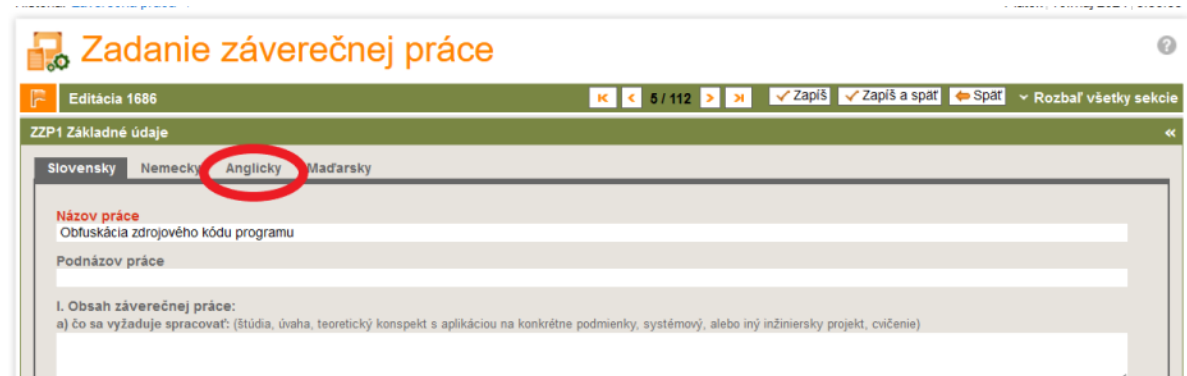 Zadanie záverečnej práce
Editácia 1686 5 / 112 Zapíš Zapíš a späť Späť Rozbaľ všetky sekcie
ZZP1 Základné údaje
Slovensky Nemecky Anglicky Maďarsky
Názov práce
Obfuskácia zdrojového kódu programu
Podnázov práce
I. Obsah záverečnej práce:
a) čo sa vyžaduje spracovať: (štúdia, úvaha, teoretický konspekt s aplikáciou na konkrétne podmienky, systémový, alebo iný inžiniersky projekt, cvičenie)